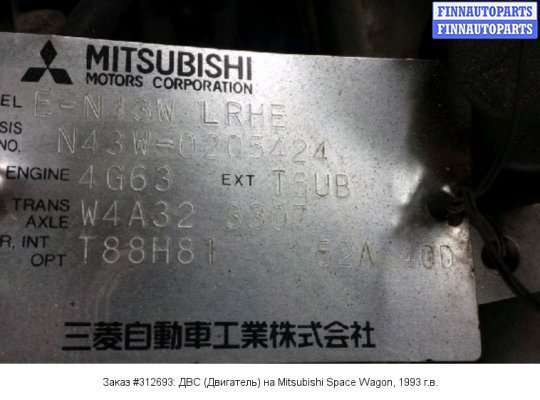 FINNAUTOPARTS
FINNAUTOPARTS
MITSUBISHI
MOTORS CORPORATION
EL E-N43W LRHE
SIS
NO. N43W-0205424
ENGINE 4G63 EXT
TRANS
AXLE W4A32
R, INT
OPT T88H81
三菱自動車工業株式会社
FINNAUTOPARTS
FINNAUTOPARTS
Заказ #312693: ДВС (Двигатель) на Mitsubishi Space Wagon, 1993 г.в.